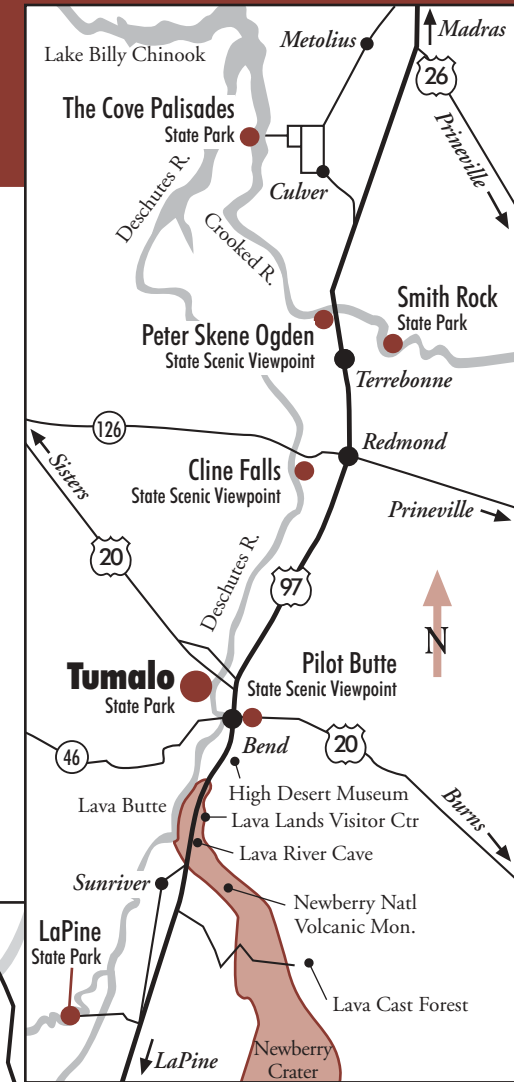 Lake Billy Chinook
Metolius
Madras
26
The Cove Palisades
State Park
Prineville
Deschutes R.
Culver
Crooked R.
Smith Rock
State Park
Peter Skene Ogden
State Scenic Viewpoint
Terrebonne
126
Redmond
Sisters
Cline Falls
State Scenic Viewpoint
Prineville
20
Deschutes R.
97
N
Tumalo
State Park
Pilot Butte
State Scenic Viewpoint
46
Bend
20
High Desert Museum
Lava Butte
Lava Lands Visitor Ctr
Burns
Lava River Cave
Sunriver
Newberry Natl
Volcanic Mon.
LaPine
State Park
Lava Cast Forest
LaPine
Newberry
Crater